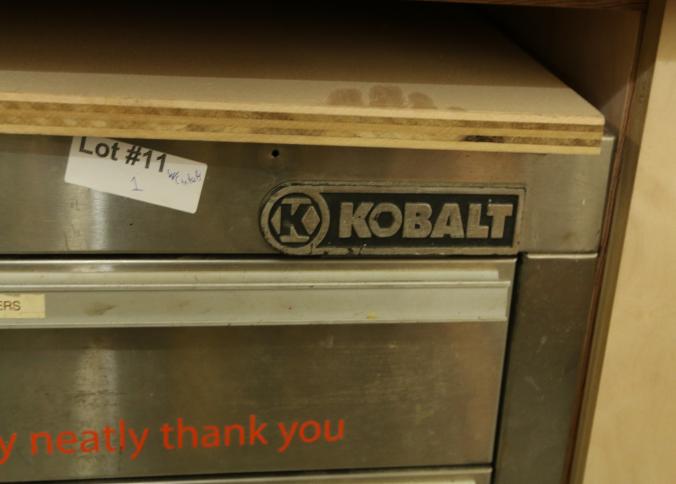 Lot #11
1
K KOBALT
ERS
y neatly thank you